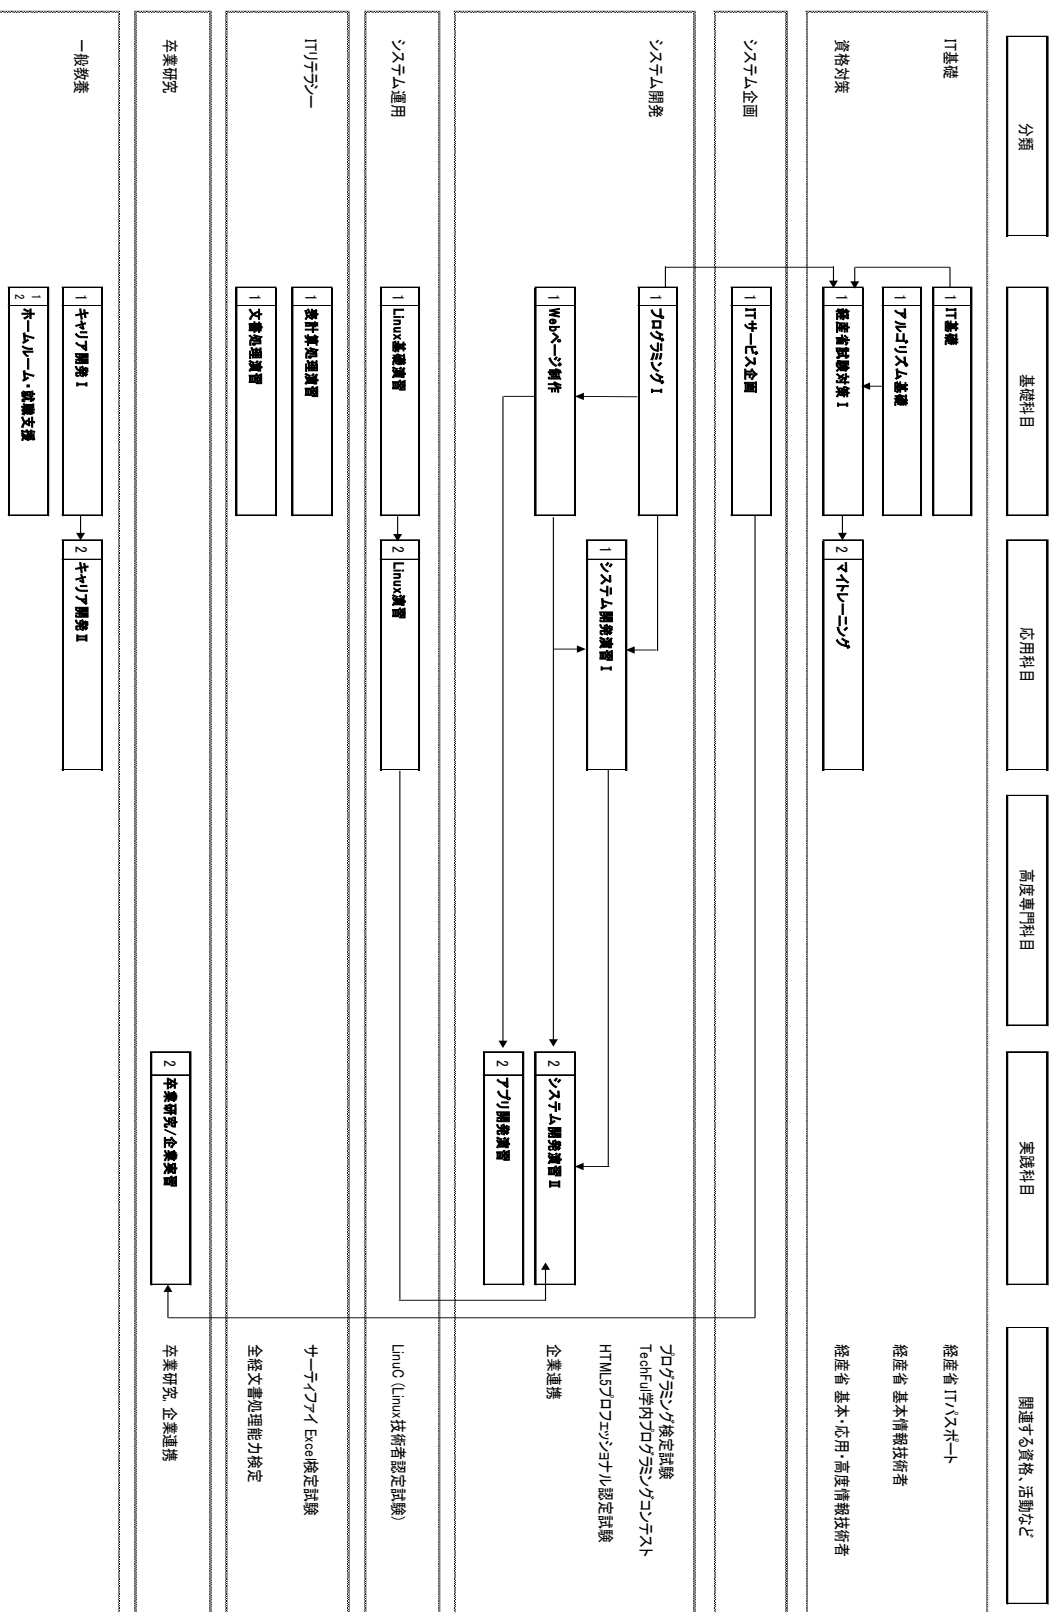 分類
基礎科目
応用科目
高度専門科目
実践科目
関連する資格、活動など
IT基礎
1 IT基礎
経産省 ITパスポート
1 アルゴリズム基礎
経産省 基本情報技術者
資格対策
1 経産省試験対策Ⅰ
2 マイトレーニング
経産省 基本・応用・高度情報技術者
システム企画
1 ITサービス企画
システム開発
1 プログラミングⅠ
プログラミング検定試験
TechFul学内プログラミングコンテスト
1 システム開発演習Ⅰ
HTML5プロフェッショナル認定試験
1 Webページ制作
2 システム開発演習Ⅱ
企業連携
2 アプリ開発演習
システム運用
1 Linux基礎演習
2 Linux演習
LinuC (Linux技術者認定試験)
ITリテラシー
1 表計算処理演習
サーティファイ Excel検定試験
1 文書処理演習
全経文書処理能力検定
卒業研究
2 卒業研究/企業実習
卒業研究, 企業連携
一般教養
1 キャリア開発Ⅰ
2 キャリア開発Ⅱ
1
2 ホームルーム・就職支援